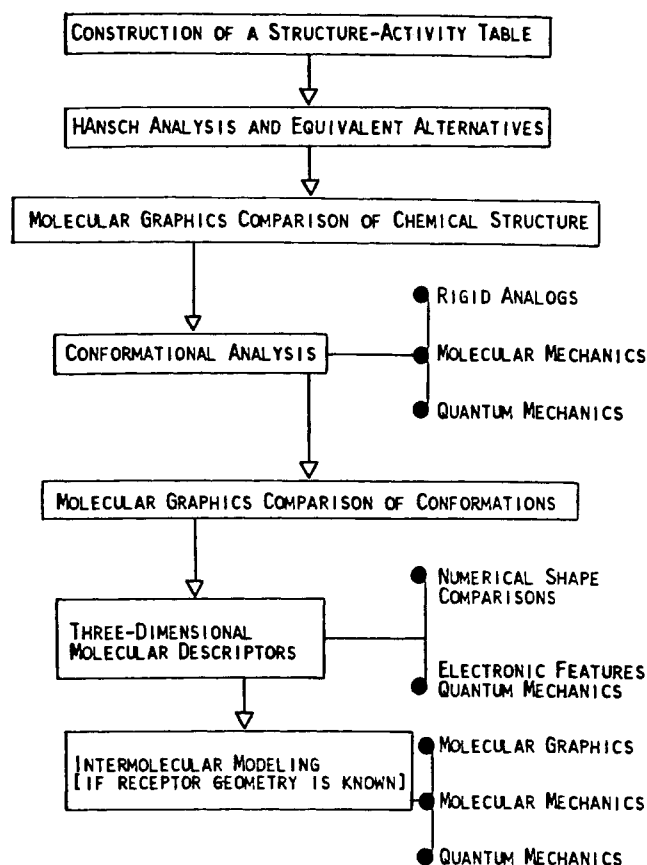 CONSTRUCTION OF A STRUCTURE-ACTIVITY TABLE
HANSCH ANALYSIS AND EQUIVALENT ALTERNATIVES
MOLECULAR GRAPHICS COMPARISON OF CHEMICAL STRUCTURE
RIGID ANALOGS
CONFORMATIONAL ANALYSIS
MOLECULAR MECHANICS
QUANTUM MECHANICS
MOLECULAR GRAPHICS COMPARISON OF CONFORMATIONS
NUMERICAL SHAPE
COMPARISONS
THREE-DIMENSIONAL
MOLECULAR DESCRIPTORS
ELECTRONIC FEATURES
QUANTUM MECHANICS
INTERMOLECULAR MODELING
[IF RECEPTOR GEOMETRY IS KNOWN]
MOLECULAR GRAPHICS
MOLECULAR MECHANICS
QUANTUM MECHANICS